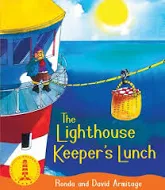 The
Lighthouse
Keeper's Lunch
Ronda and David Armitage